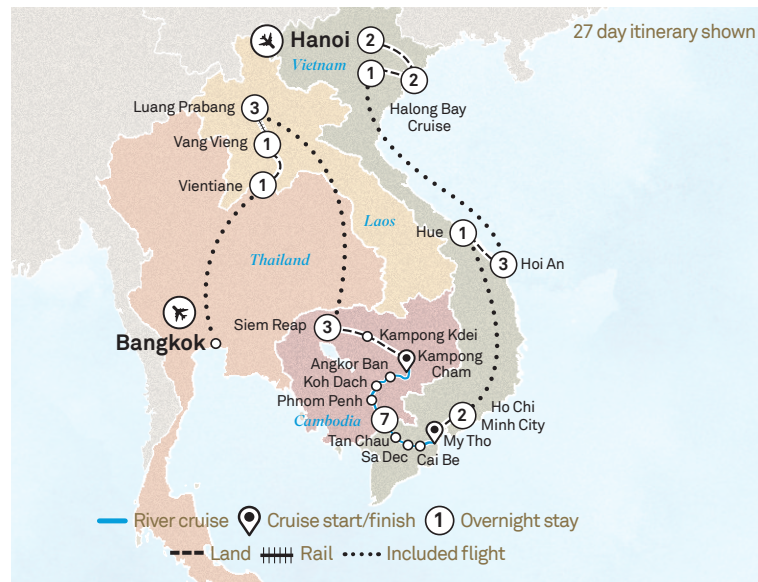 27 day itinerary shown
Hanoi
2
Vietnam
1
2
Halong Bay
Cruise
Luang Prabang
3
Vang Vieng
1
Vientiane
1
Laos
Hue
1
3
Hoi An
Thailand
Bangkok
Siem Reap
3
Kampong Kdei
Kampong
Cham
Angkor Ban
Koh Dach
Phnom Penh
Cambodia
7
2
Ho Chi
Minh City
My Tho
Tan Chau
Sa Dec
Cai Be
River cruise
Cruise start/finish
1
Overnight stay
Land
Rail
Included flight